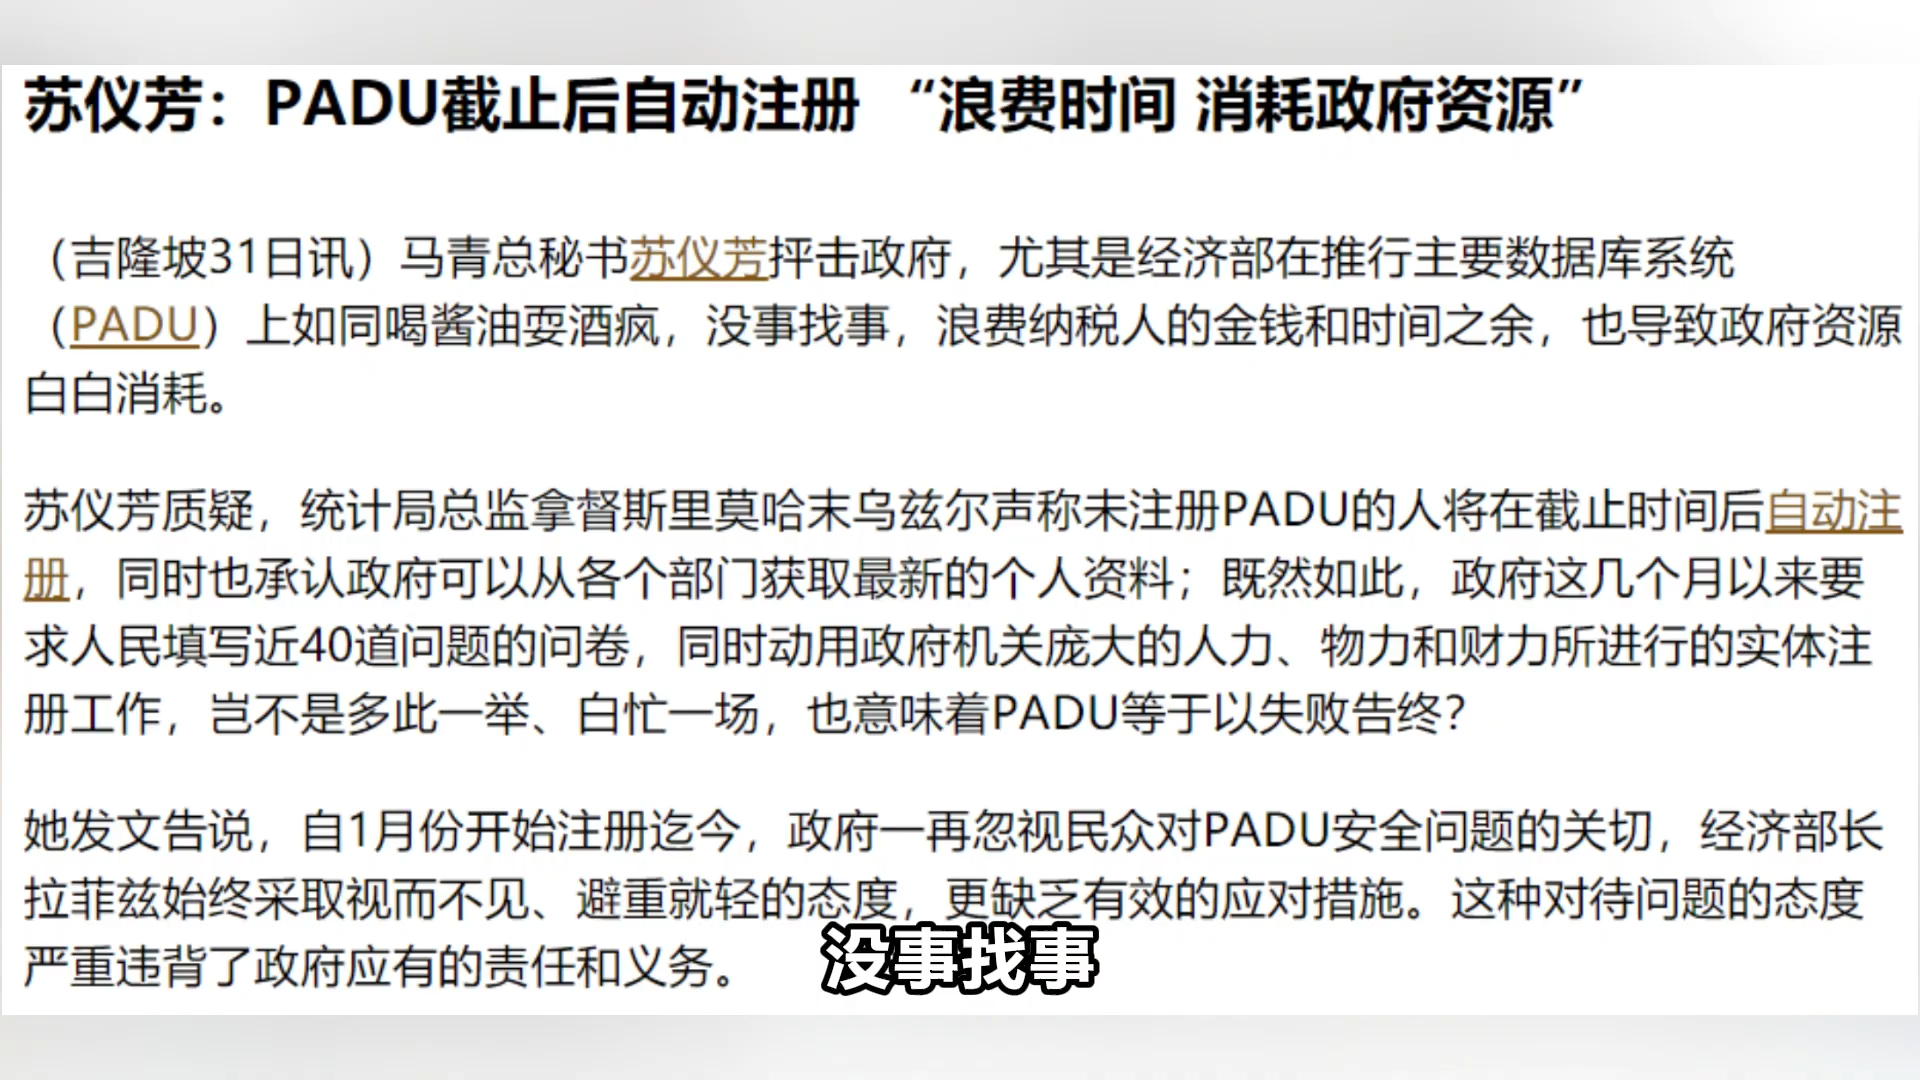 苏仪芳：PADU截止后自动注册 “浪费时间 消耗政府资源”
（吉隆坡31日讯）马青总秘书苏仪芳抨击政府，尤其是经济部在推行主要数据库系统
（PADU）上如同喝酱油耍酒疯，没事找事，浪费纳税人的金钱和时间之余，也导致政府资源
白白消耗。
苏仪芳质疑，统计局总监拿督斯里莫哈末乌兹尔声称未注册PADU的人将在截止时间后自动注
册，同时也承认政府可以从各个部门获取最新的个人资料；既然如此，政府这几个月以来要
求人民填写近40道问题的问卷，同时动用政府机关庞大的人力、物力和财力所进行的实体注
册工作，岂不是多此一举、白忙一场，也意味着PADU等于以失败告终？
她发文告说，自1月份开始注册迄今，政府一再忽视民众对PADU安全问题的关切，经济部长
拉菲兹始终采取视而不见、避重就轻的态度，更缺乏有效的应对措施。这种对待问题的态度
严重违背了政府应有的责任和义务。
没事找事